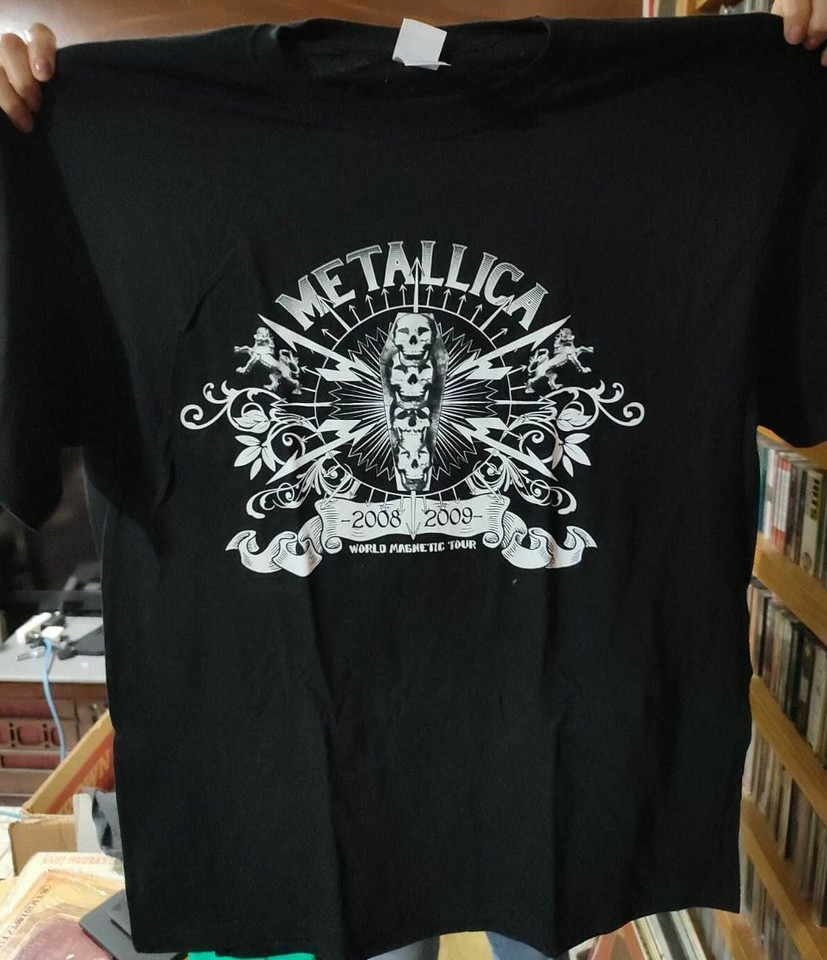 METALLICA
-2008 2009-
WORLD MAGNETIC TOUR